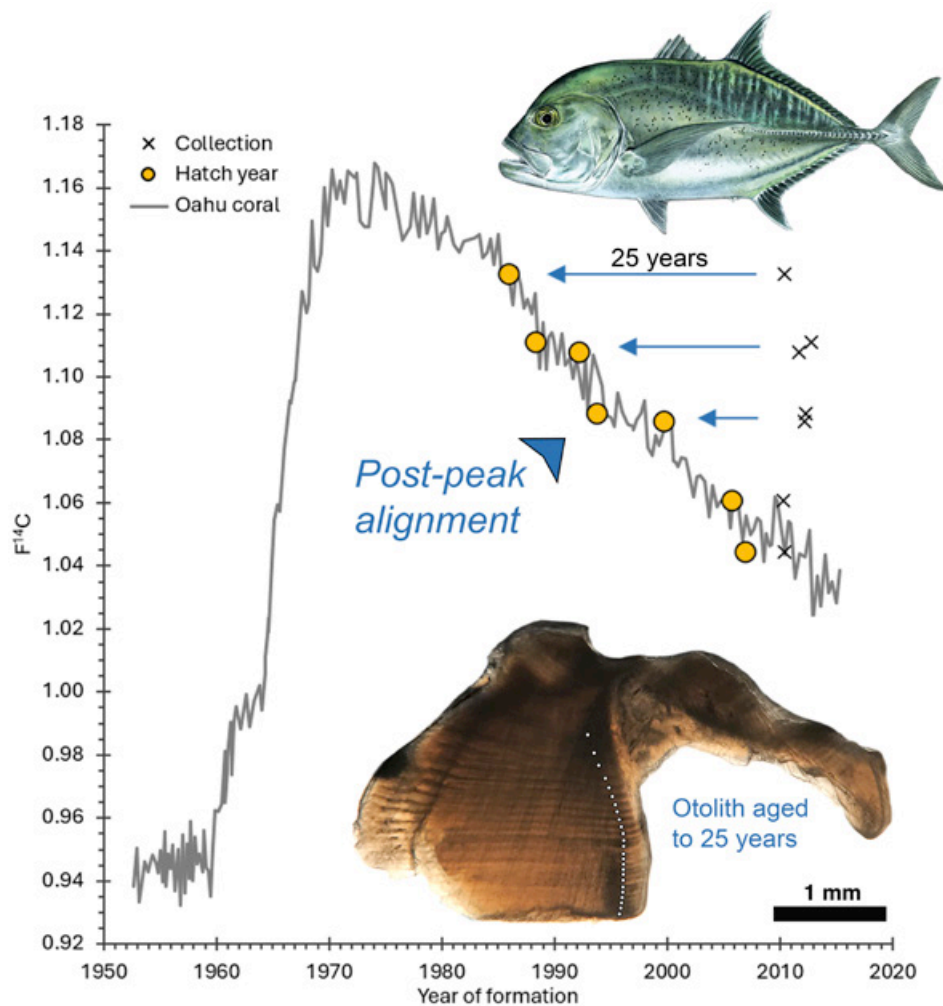 1.18
1.16
1.14
1.12
1.10
1.08
1.06
1.04
1.02
1.00
0.98
0.96
0.94
0.92
F¹⁴C
Collection
Hatch year
Oahu coral
25 years
Post-peak
alignment
Otolith aged
to 25 years
1 mm
1950 1960 1970 1980 1990 2000 2010 2020
Year of formation